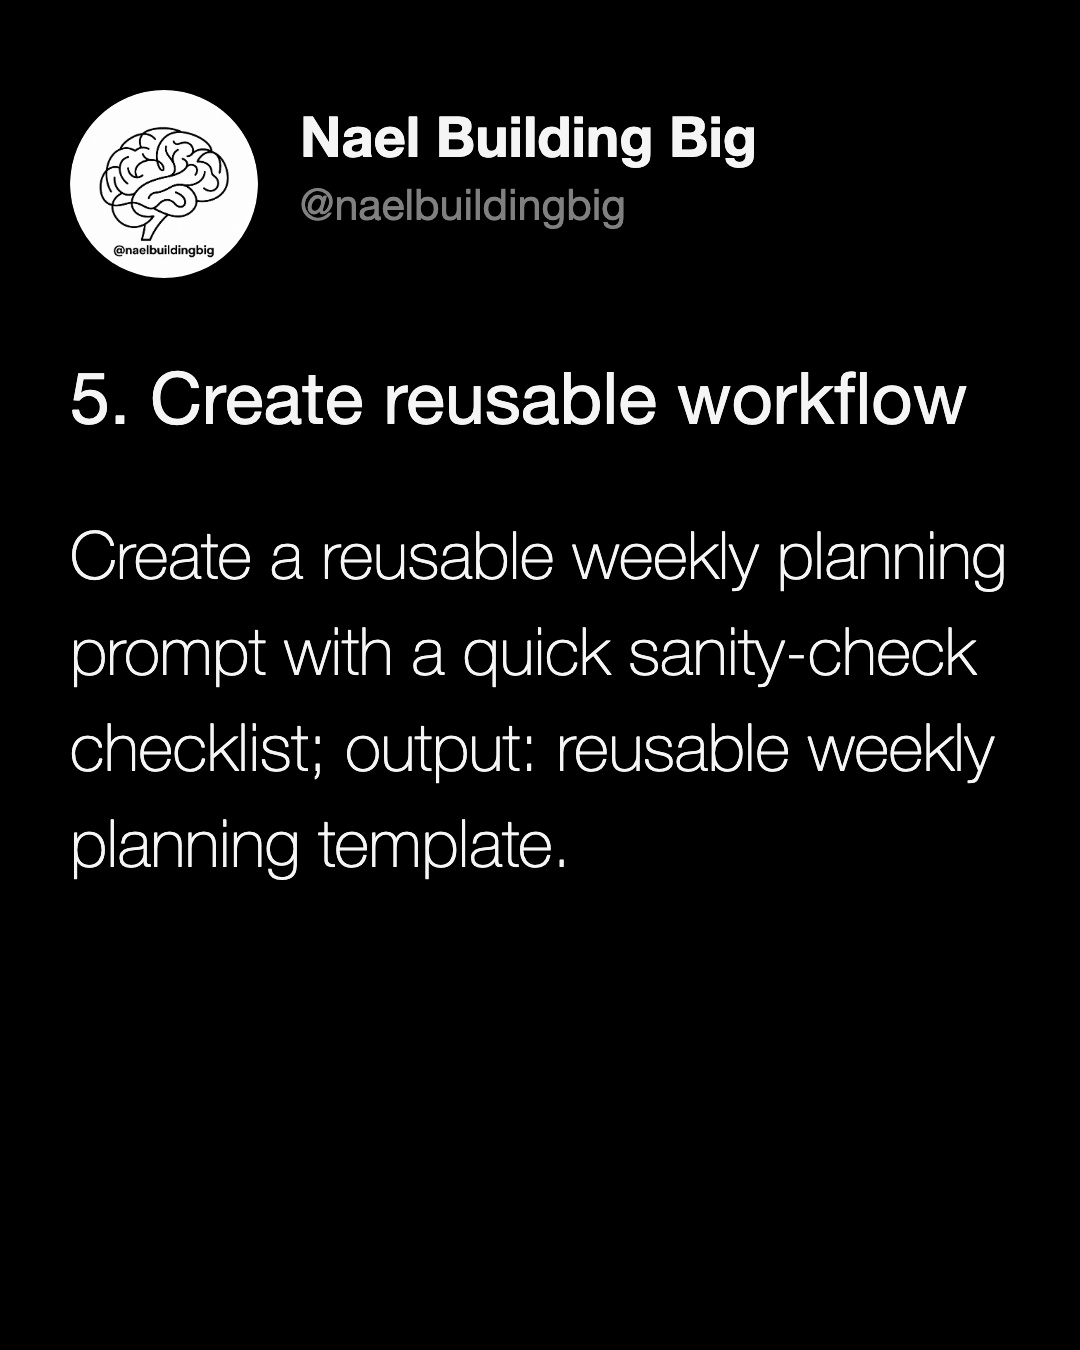 Nael Building Big
@naelbuildingbig
@naelbuildingbig
5. Create reusable workflow
Create a reusable weekly planning
prompt with a quick sanity-check
checklist; output: reusable weekly
planning template.